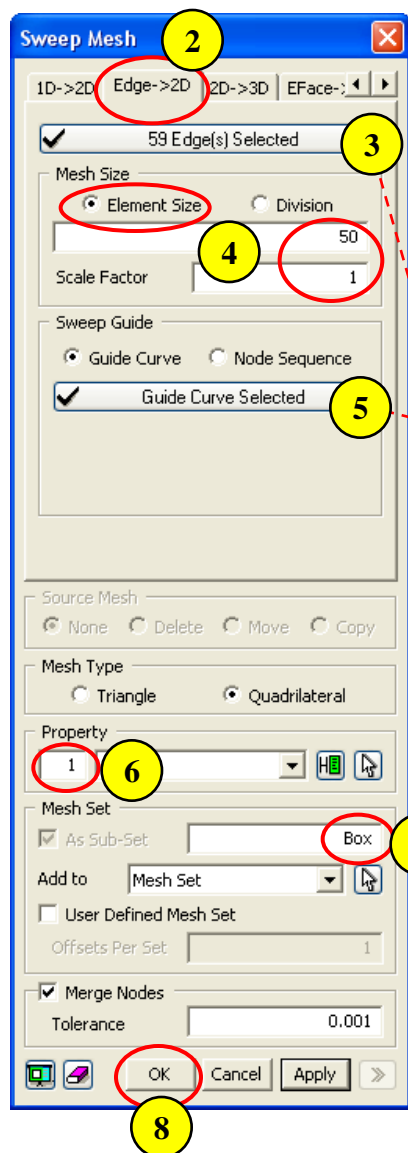 Sweep Mesh 2
1D->2D Edge->2D 2D->3D EFace->
59 Edge(s) Selected 3
Mesh Size
Element Size Division
50
4
Scale Factor 1
Sweep Guide
Guide Curve Node Sequence
Guide Curve Selected 5
Source Mesh
None Delete Move Copy
Mesh Type
Triangle Quadrilateral
Property
1 6
Mesh Set
As Sub-Set Box
Add to Mesh Set
User Defined Mesh Set
Offsets Per Set 1
Merge Nodes
Tolerance 0.001
OK Cancel Apply >>
8